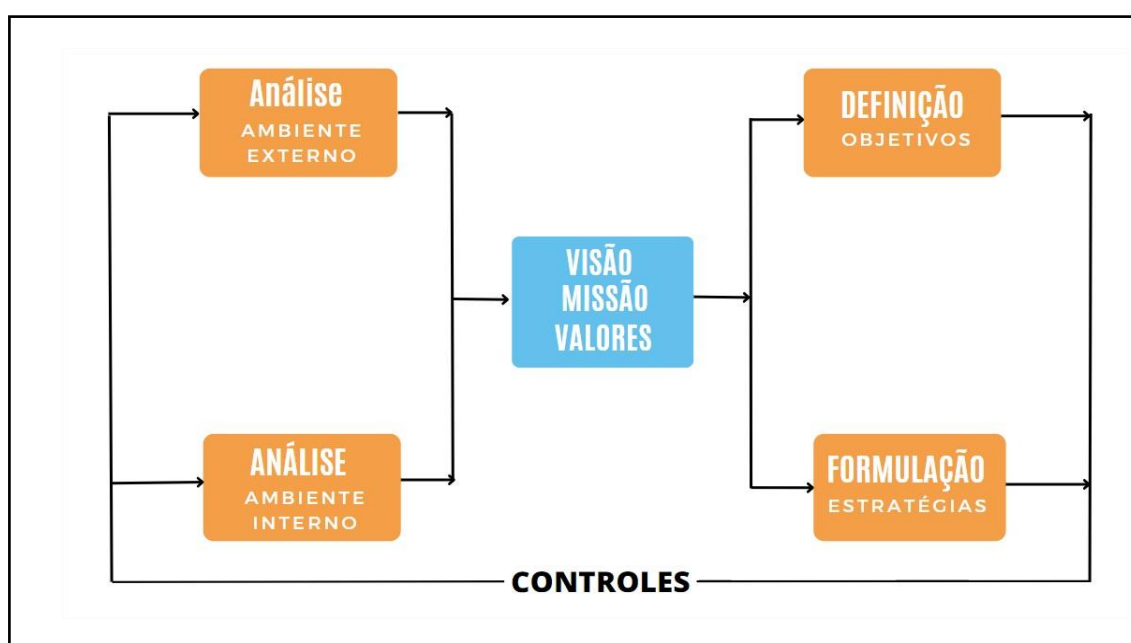 Análise
AMBIENTE
EXTERNO
ANÁLISE
AMBIENTE
INTERNO
VISÃO
MISSÃO
VALORES
DEFINIÇÃO
OBJETIVOS
FORMULAÇÃO
ESTRATÉGIAS
CONTROLES